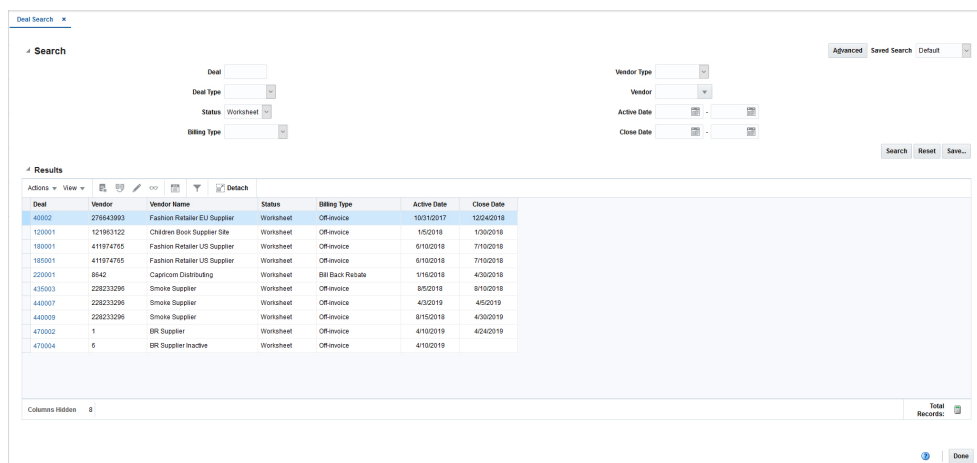 Deal Search ×
Search
Advanced Saved Search Default
Deal Vendor Type
Deal Type Vendor
Status Worksheet Active Date -
Billing Type Close Date -
Search Reset Save...
Results
Actions View Detach
Deal Vendor Vendor Name Status Billing Type Active Date Close Date
40002 276643993 Fashion Retailer EU Supplier Worksheet Off-invoice 10/31/2017 12/24/2018
120001 121963122 Children Book Supplier Site Worksheet Off-invoice 1/5/2018 1/30/2018
180001 411974765 Fashion Retailer US Supplier Worksheet Off-invoice 6/10/2018 7/10/2018
185001 411974765 Fashion Retailer US Supplier Worksheet Off-invoice 6/10/2018 7/10/2018
220001 8642 Capricorn Distributing Worksheet Bill Back Rebate 1/16/2018 4/30/2018
435003 228233296 Smoke Supplier Worksheet Off-invoice 8/5/2018 8/10/2018
440007 228233296 Smoke Supplier Worksheet Off-invoice 4/3/2019 4/5/2019
440009 228233296 Smoke Supplier Worksheet Off-invoice 8/15/2018 4/30/2019
470002 1 BR Supplier Worksheet Off-invoice 4/10/2019 4/24/2019
470004 6 BR Supplier Inactive Worksheet Off-invoice 4/10/2019
Columns Hidden 8
Total Records:
? Done